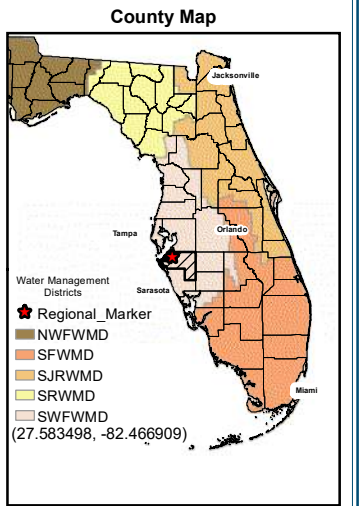 County Map
Jacksonville
Orlando
Tampa
Sarasota
Miami
Water Management
Districts
Regional_Marker
NWFWMD
SFWMD
SJRWMD
SRWMD
SWFWMD
(27.583498, -82.466909)